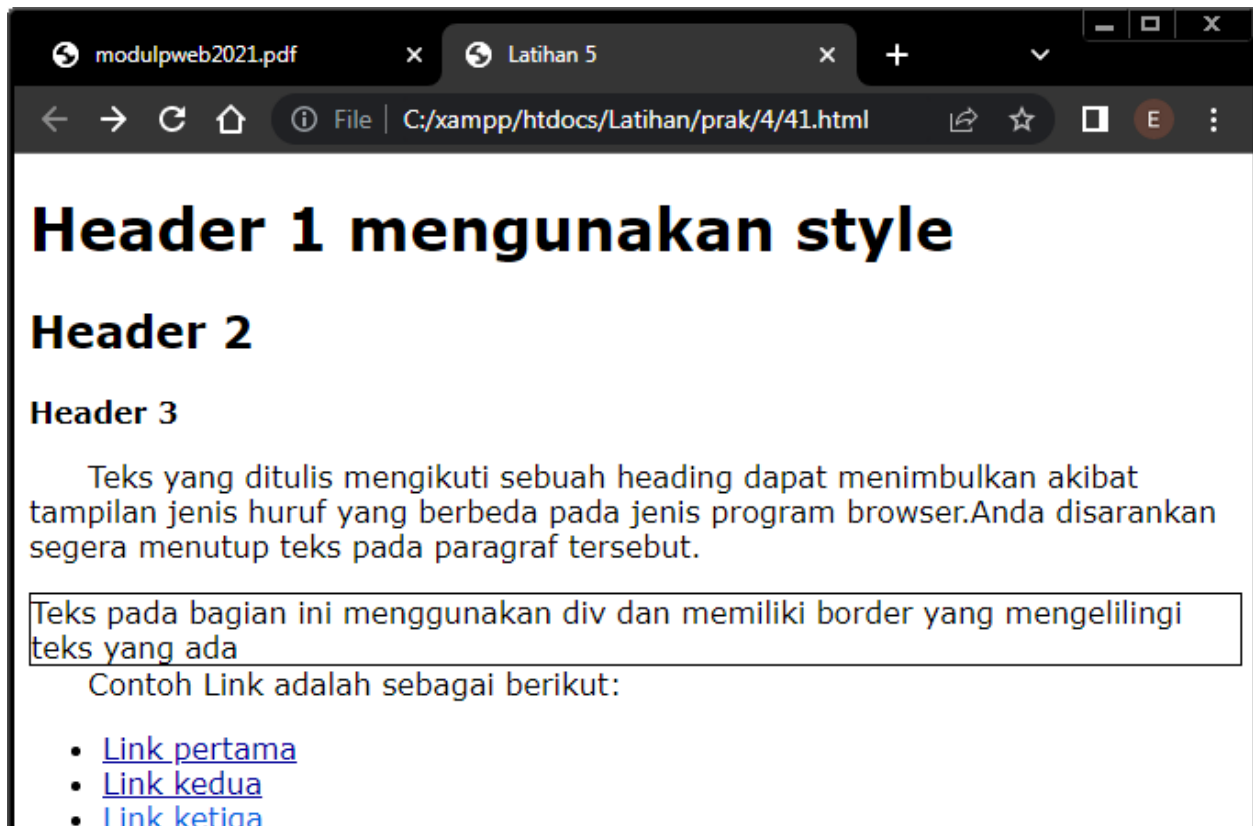 modulpweb2021.pdf
Latihan 5
File | C:/xampp/htdocs/Latihan/prak/4/41.html
E
Header 1 mengunakan style
Header 2
Header 3
Teks yang ditulis mengikuti sebuah heading dapat menimbulkan akibat
tampilan jenis huruf yang berbeda pada jenis program browser.Anda disarankan
segera menutup teks pada paragraf tersebut.
Teks pada bagian ini menggunakan div dan memiliki border yang mengelilingi
teks yang ada
Contoh Link adalah sebagai berikut:
• Link pertama
• Link kedua
• Link ketiga